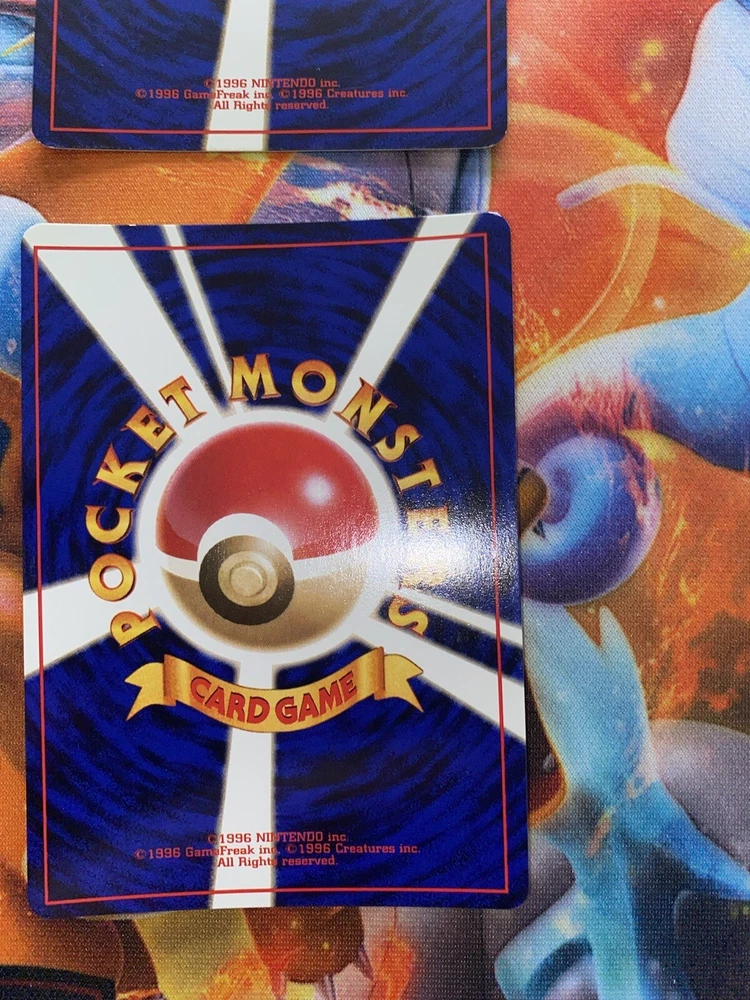 ©1996 NINTENDO inc.
©1996 GameFreak inc. ©1996 Creatures inc.
All Rights reserved.
POCKET MONSTERS
CARD GAME
©1996 NINTENDO inc.
©1996 GameFreak inc. ©1996 Creatures inc.
All Rights reserved.